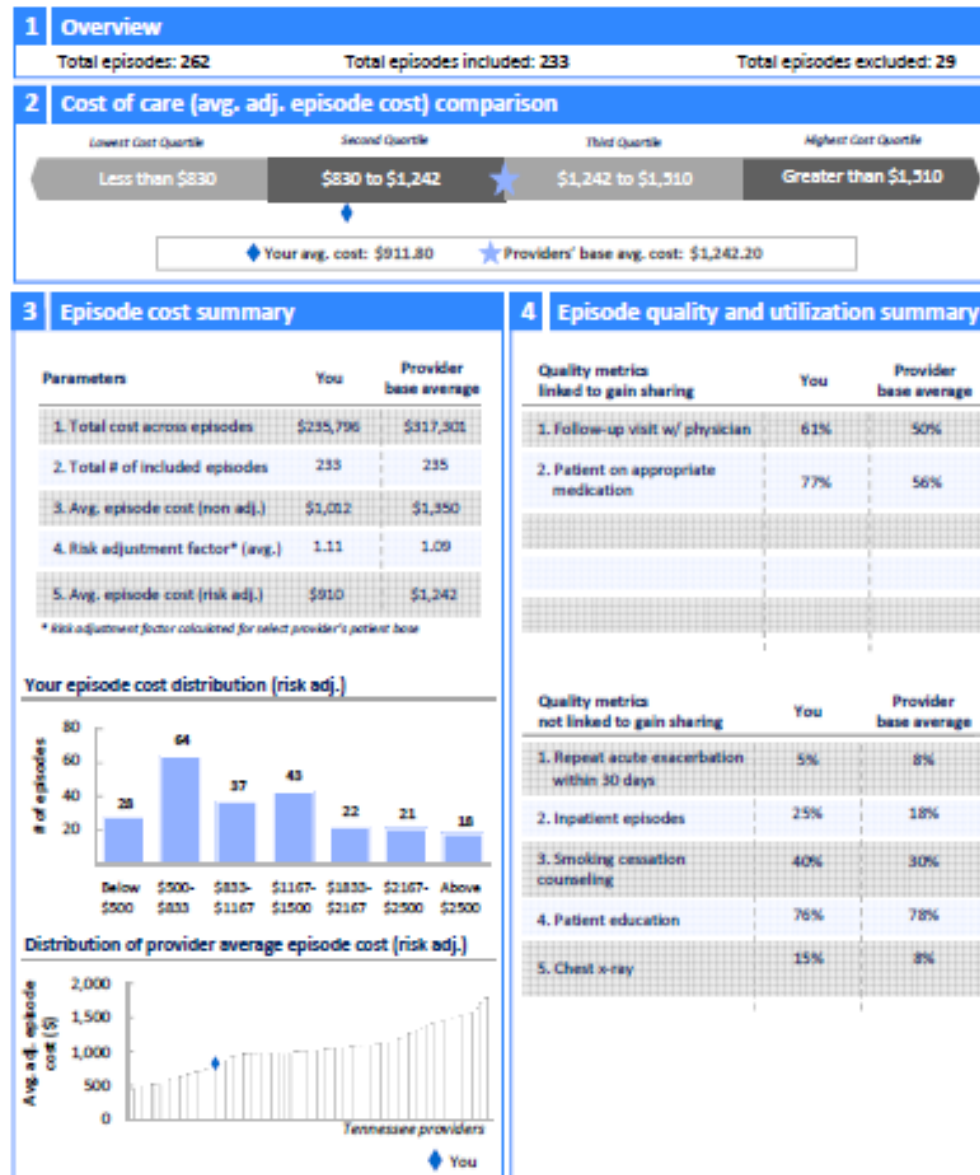 1 Overview
Total episodes: 262 Total episodes included: 233 Total episodes excluded: 29
2 Cost of care (avg. adj. episode cost) comparison
Lowest Cost Quartile Second Quartile Third Quartile Highest Cost Quartile
Less than $830 $830 to $1,242 $1,242 to $1,510 Greater than $1,510
Your avg. cost: $911.80 Providers' base avg. cost: $1,242.20
3 Episode cost summary
Parameters You Provider base average
1. Total cost across episodes $235,796 $317,301
2. Total # of included episodes 233 235
3. Avg. episode cost (non adj.) $1,012 $1,350
4. Risk adjustment factor* (avg.) 1.11 1.09
5. Avg. episode cost (risk adj.) $910 $1,242
* Risk adjustment factor calculated for select provider's patient base
Your episode cost distribution (risk adj.)
# of episodes
80
60
40
20
28 64 37 43 22 21 18
Below $500- $833- $1167- $1833- $2167- Above
$500 $833 $1167 $1500 $2167 $2500 $2500
Distribution of provider average episode cost (risk adj.)
Avg. adj. episode
cost ($)
2,000
1,500
1,000
500
0
Tennessee providers
You
4 Episode quality and utilization summary
Quality metrics
linked to gain sharing You Provider base average
1. Follow-up visit w/ physician 61% 50%
2. Patient on appropriate
medication 77% 56%
Quality metrics
not linked to gain sharing You Provider base average
1. Repeat acute exacerbation
within 30 days 5% 8%
2. Inpatient episodes 25% 18%
3. Smoking cessation
counseling 40% 30%
4. Patient education 76% 78%
5. Chest x-ray 15% 8%